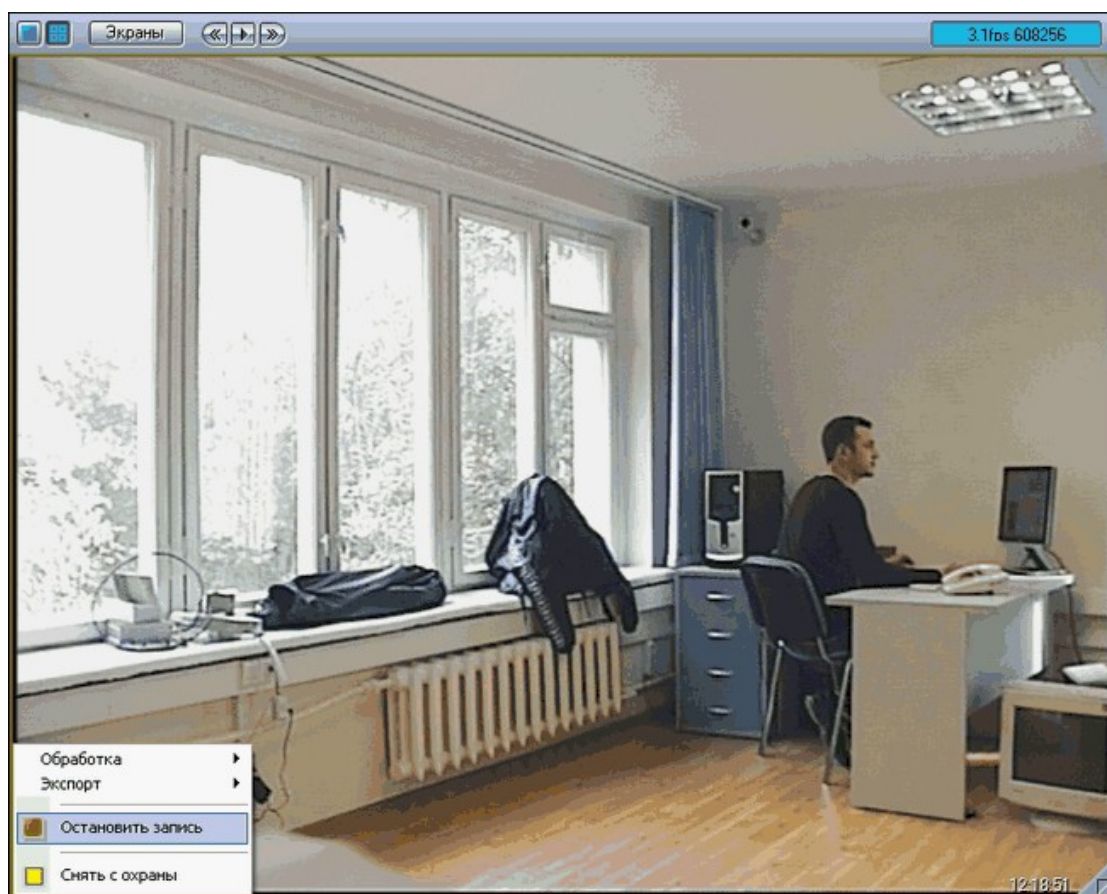 Экраны
3.1fps 608256
Обработка
Экспорт
Остановить запись
Снять с охраны
12:18:51